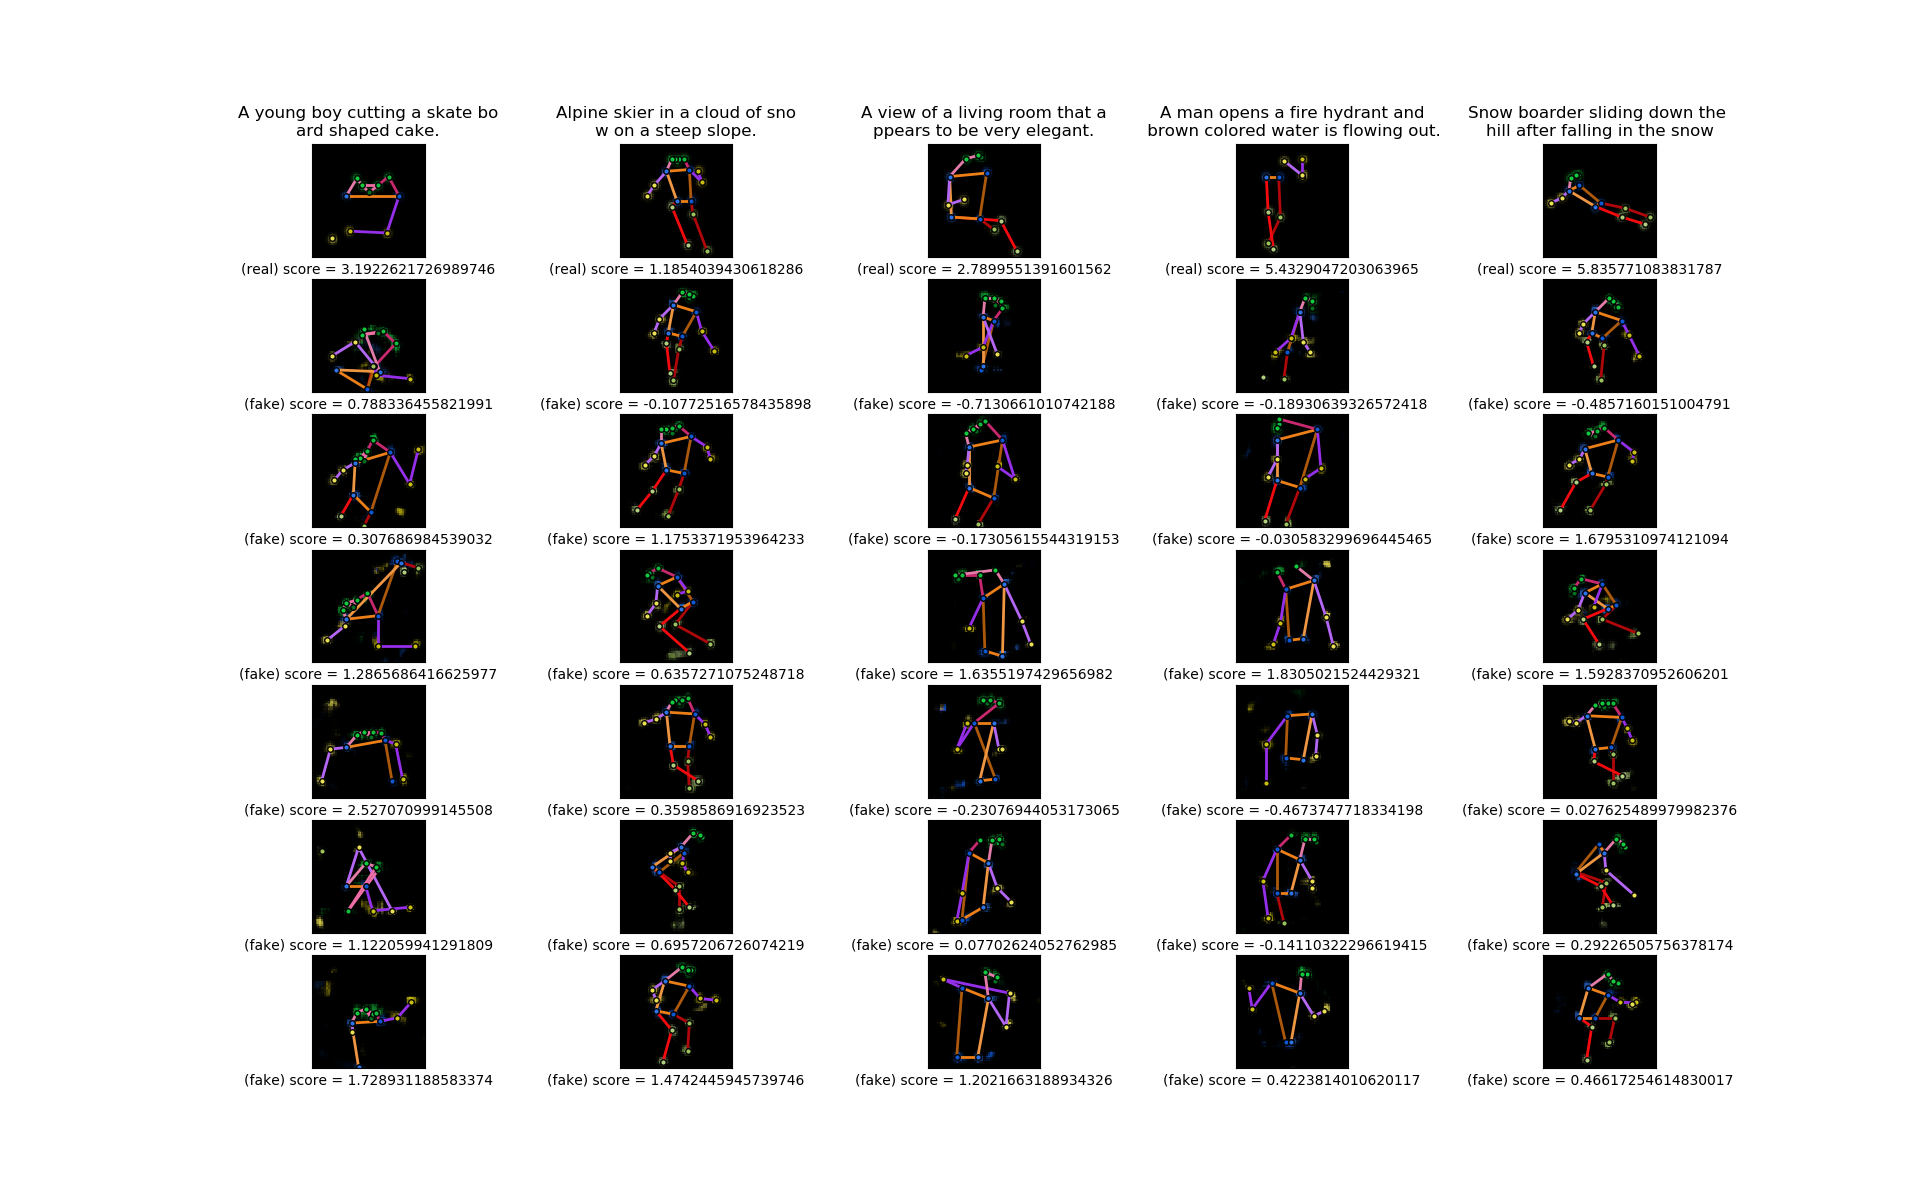 A young boy cutting a skate bo
ard shaped cake.
Alpine skier in a cloud of sno
w on a steep slope.
A view of a living room that a
ppears to be very elegant.
A man opens a fire hydrant and
brown colored water is flowing out.
Snow boarder sliding down the
hill after falling in the snow
(real) score = 3.1922621726989746
(real) score = 1.1854039430618286
(real) score = 2.7899551391601562
(real) score = 5.4329047203063965
(real) score = 5.835771083831787
(fake) score = 0.788336455821991
(fake) score = -0.10772516578435898
(fake) score = -0.7130661010742188
(fake) score = -0.18930639326572418
(fake) score = -0.4857160151004791
(fake) score = 0.307686984539032
(fake) score = 1.1753371953964233
(fake) score = -0.17305615544319153
(fake) score = -0.030583299696445465
(fake) score = 1.6795310974121094
(fake) score = 1.2865686416625977
(fake) score = 0.6357271075248718
(fake) score = 1.6355197429656982
(fake) score = 1.8305021524429321
(fake) score = 1.5928370952606201
(fake) score = 2.527070999145508
(fake) score = 0.3598586916923523
(fake) score = -0.23076944053173065
(fake) score = -0.4673747718334198
(fake) score = 0.027625489979982376
(fake) score = 1.122059941291809
(fake) score = 0.6957206726074219
(fake) score = 0.07702624052762985
(fake) score = -0.14110322296619415
(fake) score = 0.29226505756378174
(fake) score = 1.728931188583374
(fake) score = 1.4742445945739746
(fake) score = 1.2021663188934326
(fake) score = 0.4223814010620117
(fake) score = 0.46617254614830017